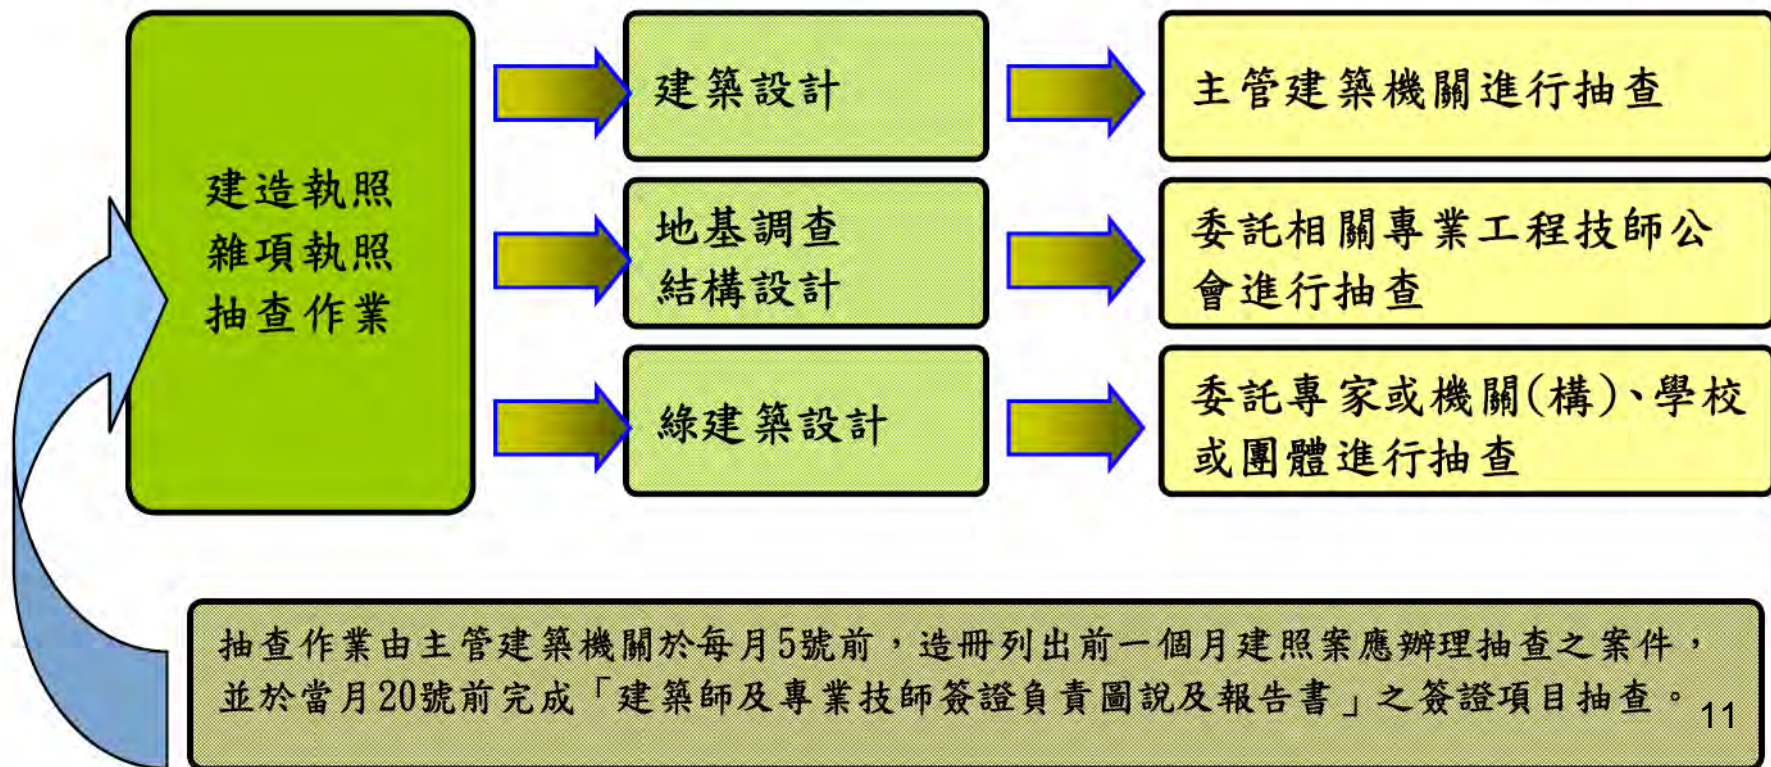 建造執照
雜項執照
抽查作業
建築設計
主管建築機關進行抽查
地基調查
結構設計
委託相關專業工程技師公
會進行抽查
綠建築設計
委託專家或機關(構)、學校
或團體進行抽查
抽查作業由主管建築機關於每月5號前，造冊列出前一個月建照案應辦理抽查之案件，
並於當月20號前完成「建築師及專業技師簽證負責圖說及報告書」之簽證項目抽查。
11